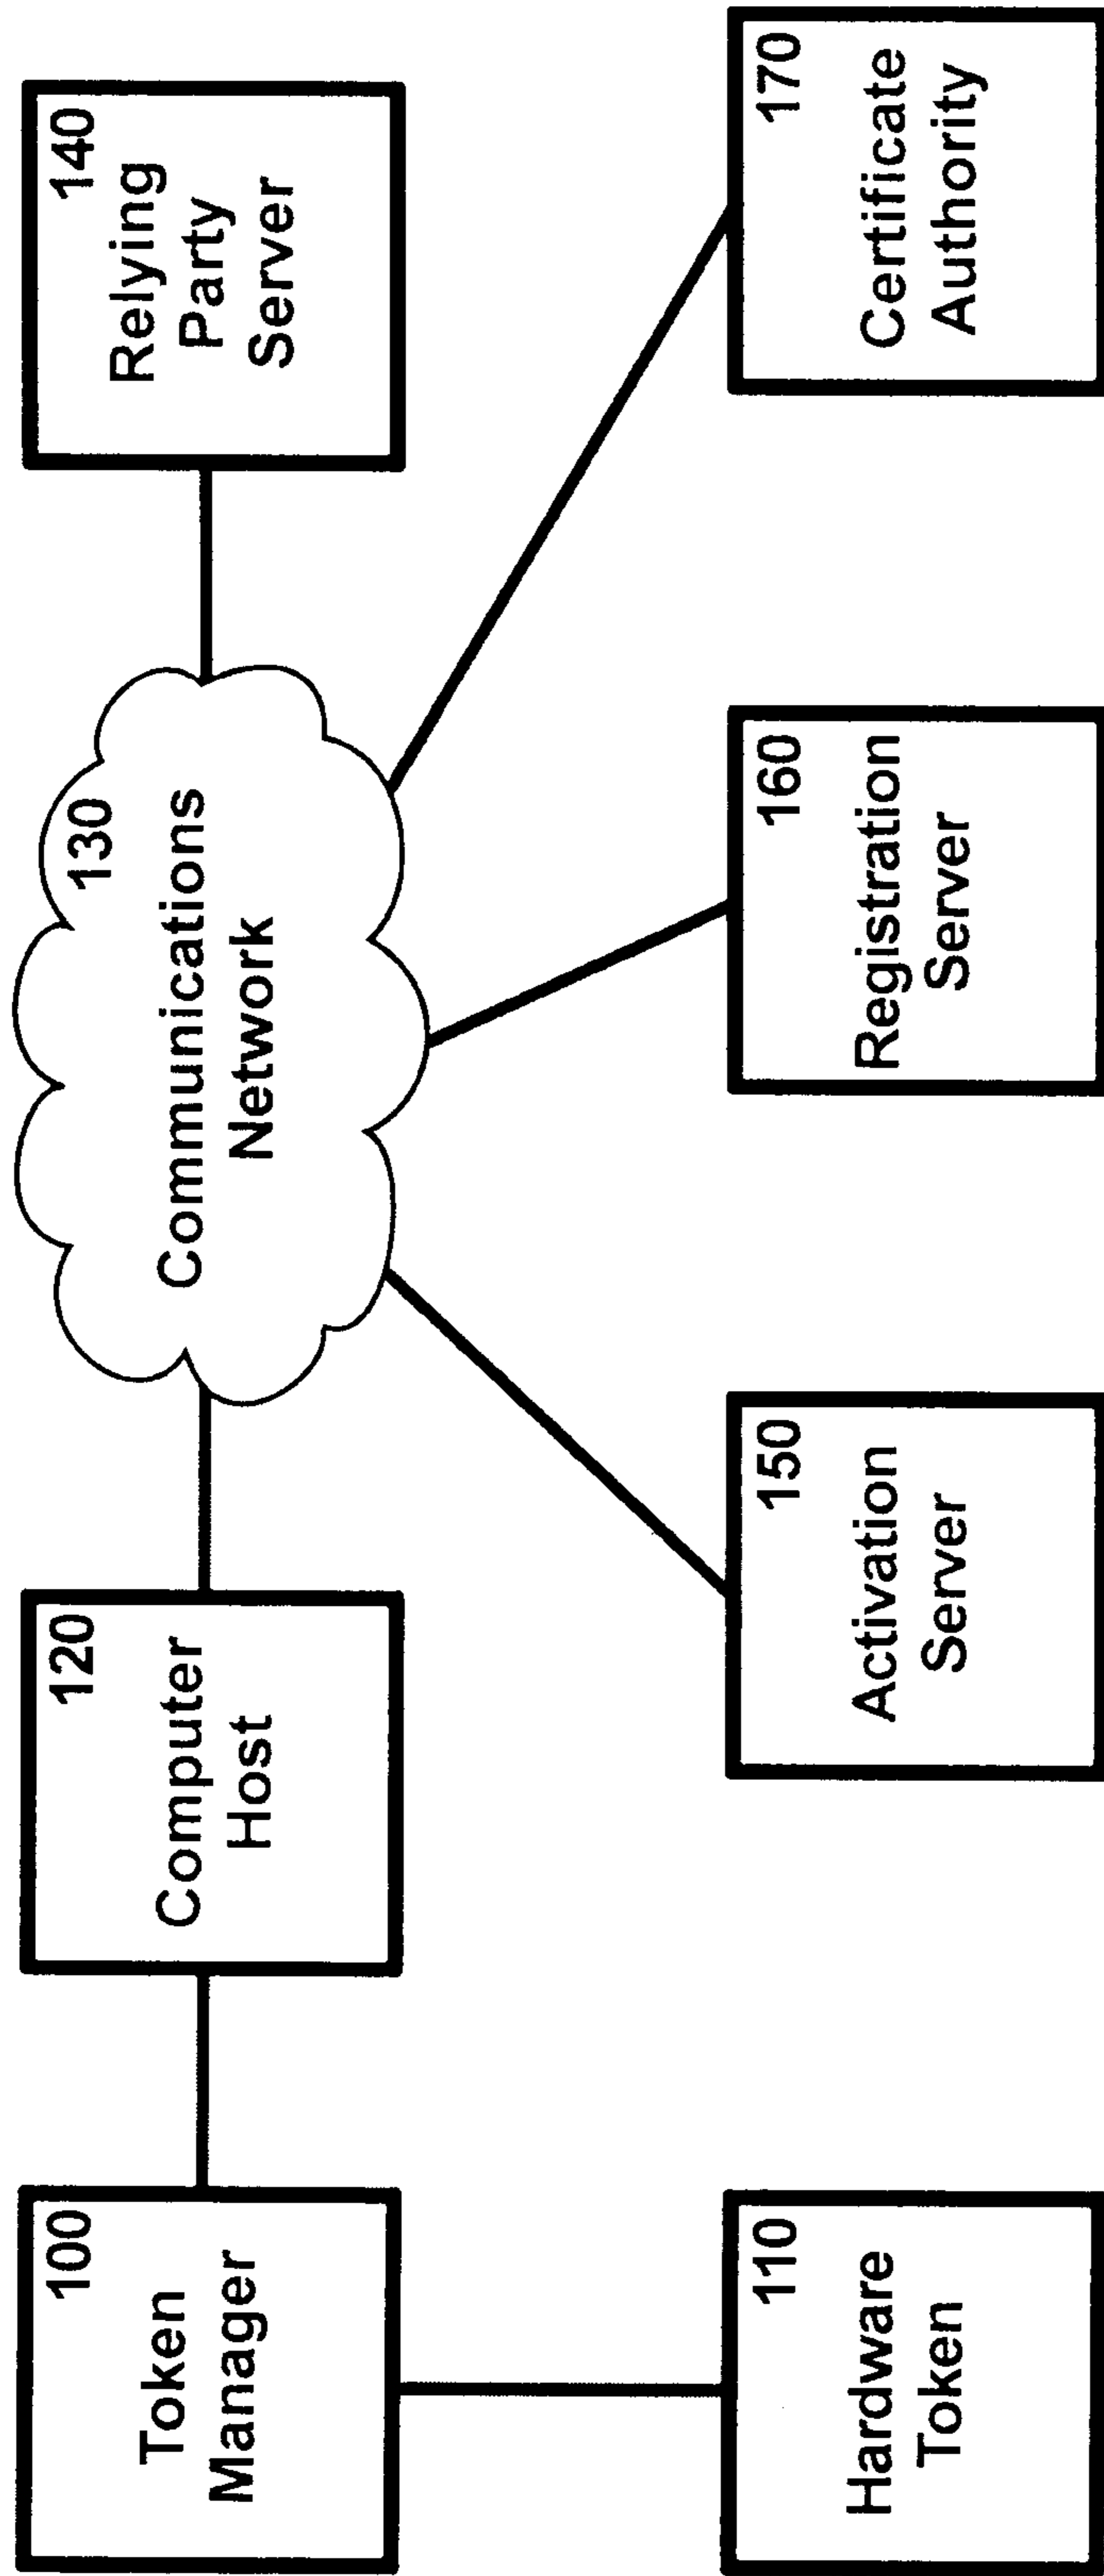 100
Token
Manager
120
Computer
Host
130
Communications
Network
140
Relying
Party
Server
110
Hardware
Token
150
Activation
Server
160
Registration
Server
170
Certificate
Authority